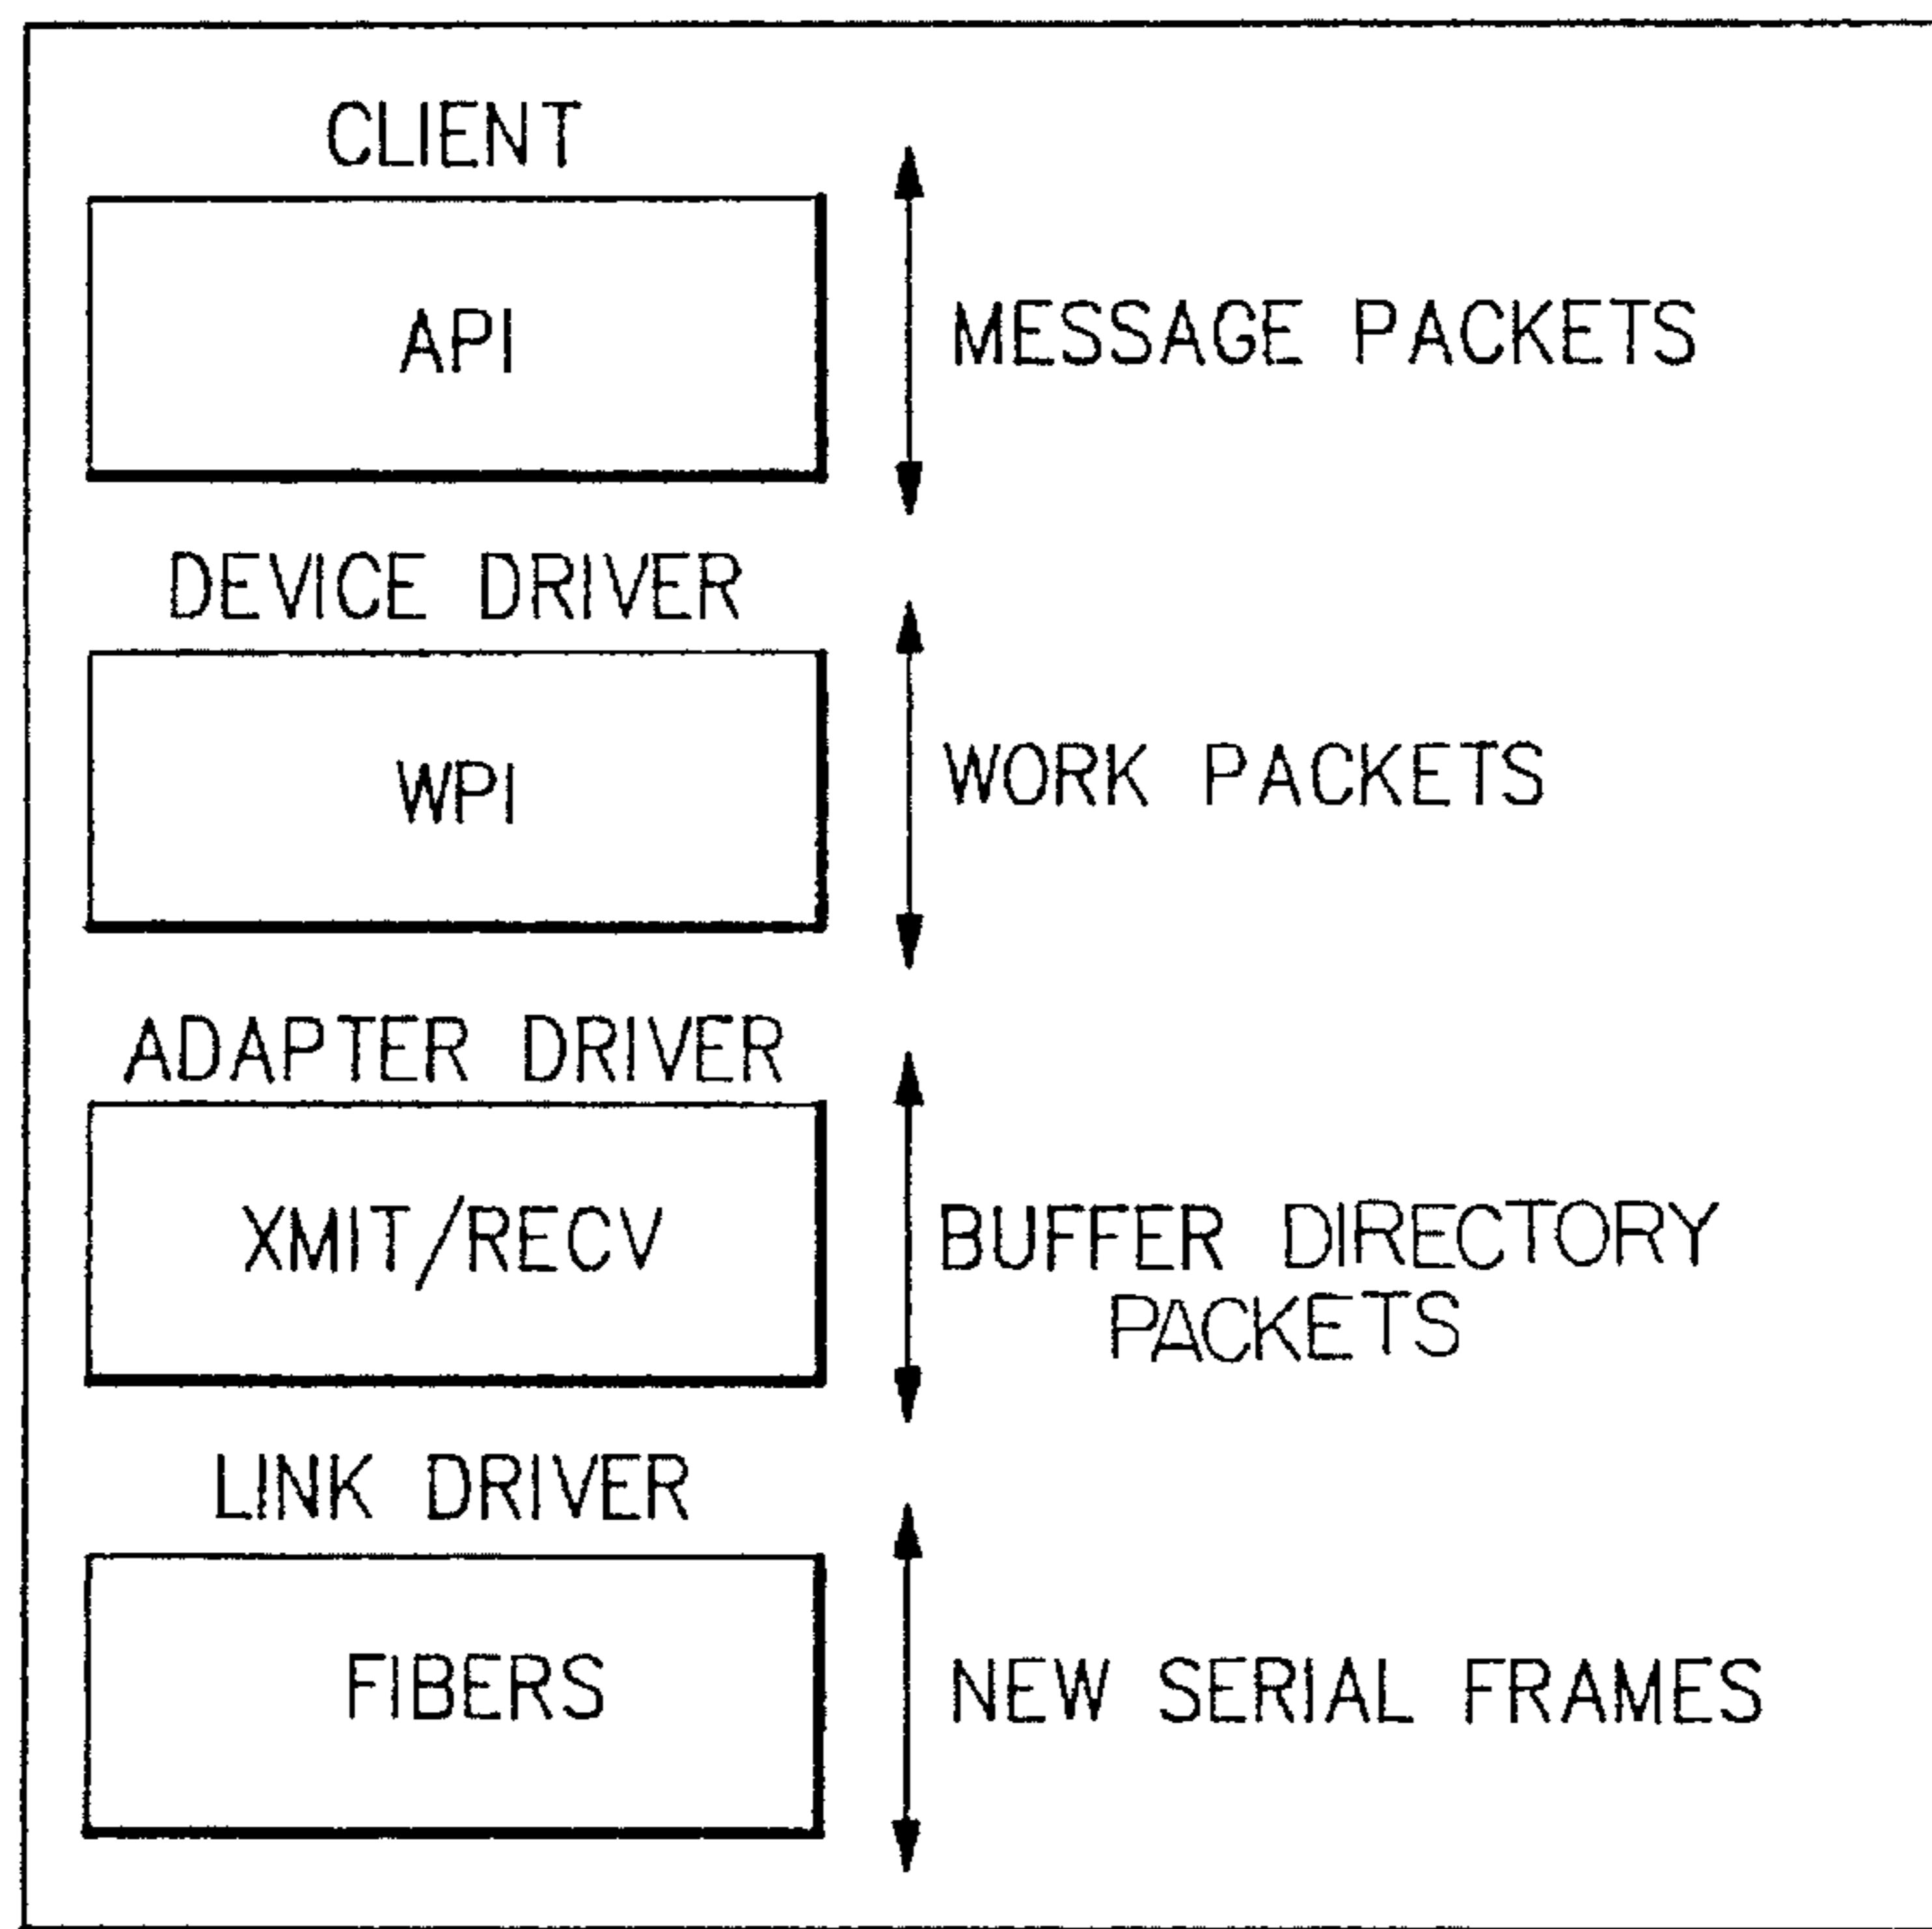 CLIENT
API
MESSAGE PACKETS
DEVICE DRIVER
WPI
WORK PACKETS
ADAPTER DRIVER
XMIT/RECV
BUFFER DIRECTORY
PACKETS
LINK DRIVER
FIBERS
NEW SERIAL FRAMES